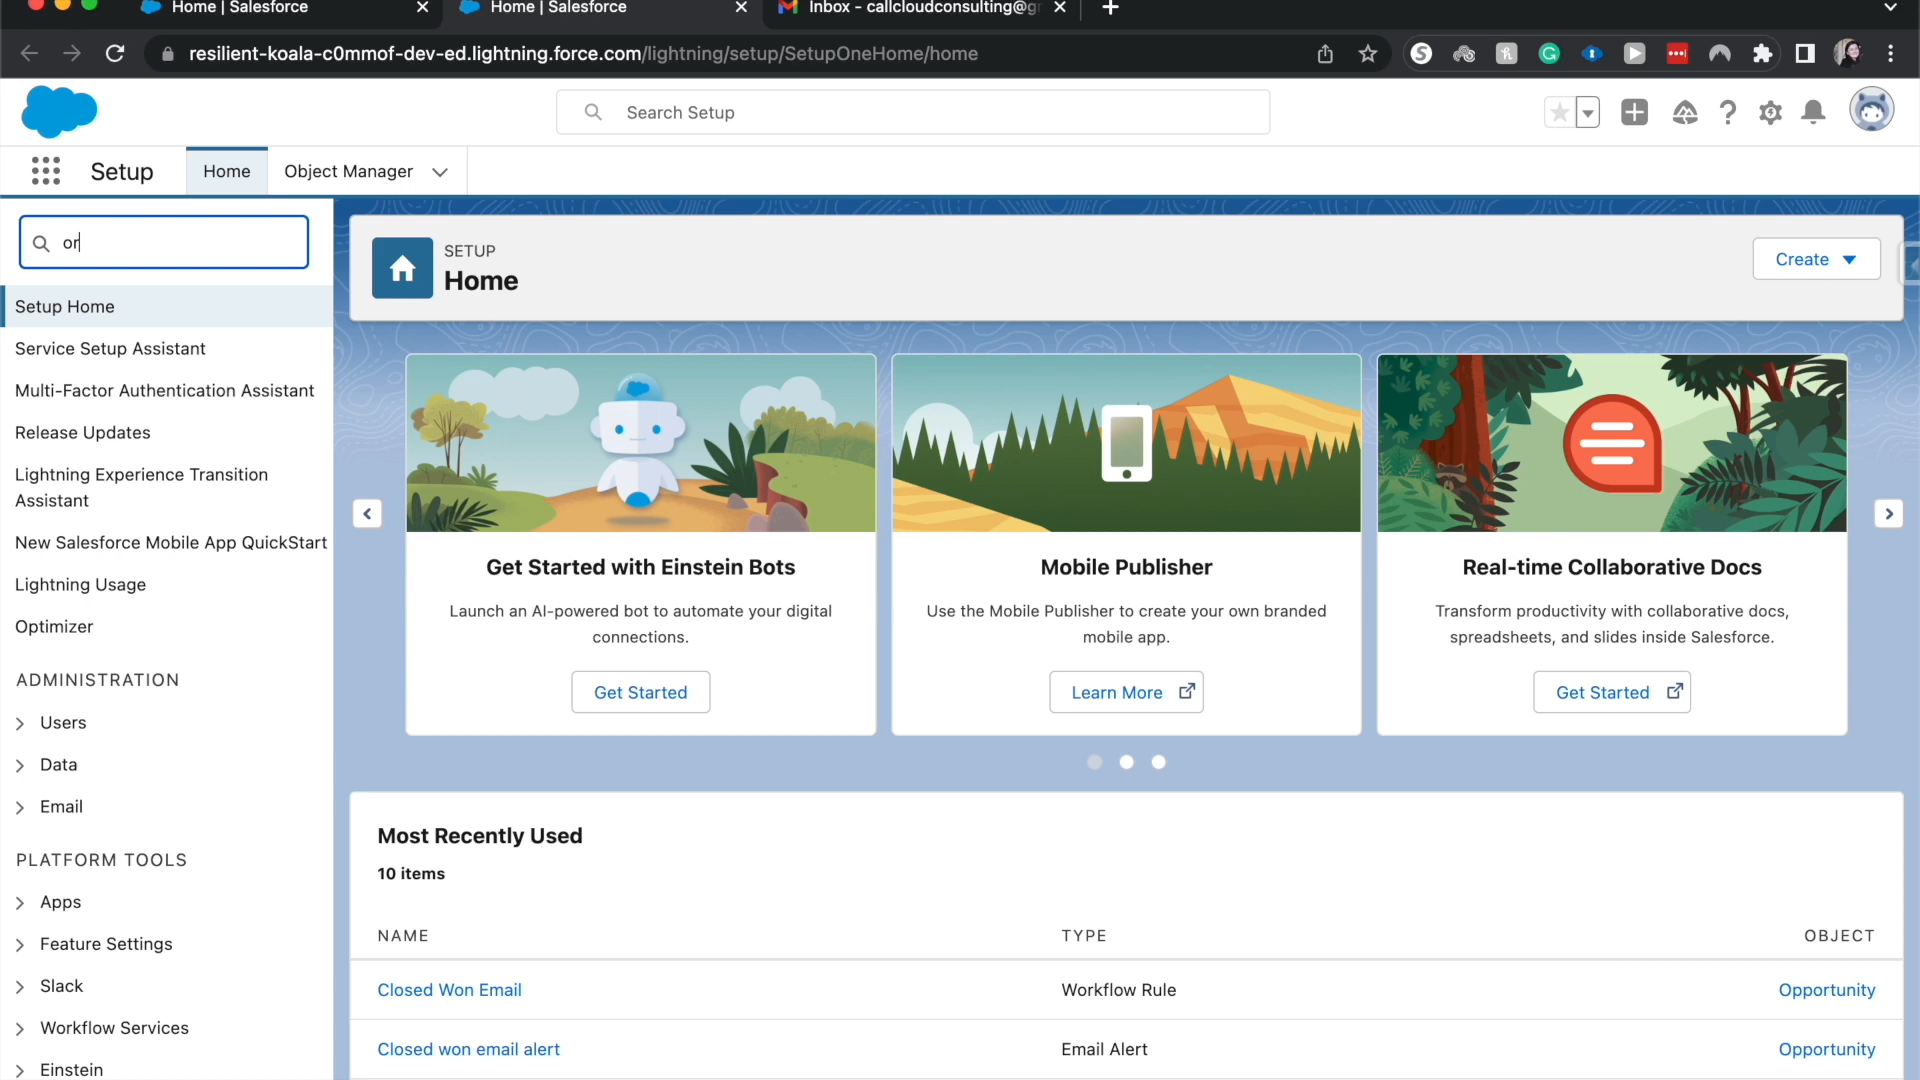 Home | Salesforce
Home | Salesforce
Inbox - callcloudconsulting@gr
resilient-koala-c0mmof-dev-ed.lightning.force.com/lightning/setup/SetupOneHome/home
Search Setup
Setup
Home
Object Manager
or
Setup Home
Service Setup Assistant
Multi-Factor Authentication Assistant
Release Updates
Lightning Experience Transition
Assistant
New Salesforce Mobile App QuickStart
Lightning Usage
Optimizer
ADMINISTRATION
Users
Data
Email
PLATFORM TOOLS
Apps
Feature Settings
Slack
Workflow Services
Einstein
SETUP
Home
Create
Get Started with Einstein Bots
Launch an AI-powered bot to automate your digital
connections.
Get Started
Mobile Publisher
Use the Mobile Publisher to create your own branded
mobile app.
Learn More
Real-time Collaborative Docs
Transform productivity with collaborative docs,
spreadsheets, and slides inside Salesforce.
Get Started
Most Recently Used
10 items
NAME TYPE OBJECT
Closed Won Email Workflow Rule Opportunity
Closed won email alert Email Alert Opportunity